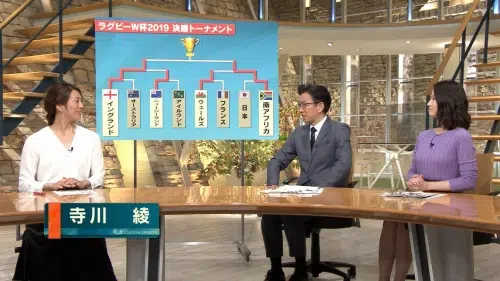 ラグビーW杯2019 決勝トーナメント
イングランド
オーストラリア
ニュージーランド
アイルランド
ウェールズ
フランス
日本
南アフリカ
寺川 綾